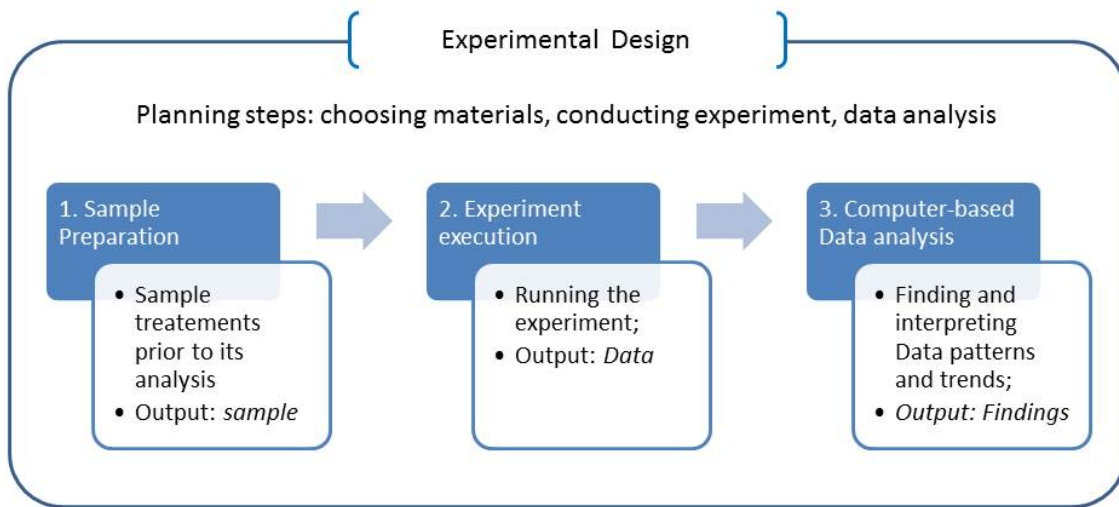 Experimental Design
Planning steps: choosing materials, conducting experiment, data analysis
1. Sample
Preparation
• Sample
treatements
prior to its
analysis
• Output: sample
2. Experiment
execution
• Running the
experiment;
• Output: Data
3. Computer-based
Data analysis
• Finding and
interpreting
Data patterns
and trends;
• Output: Findings